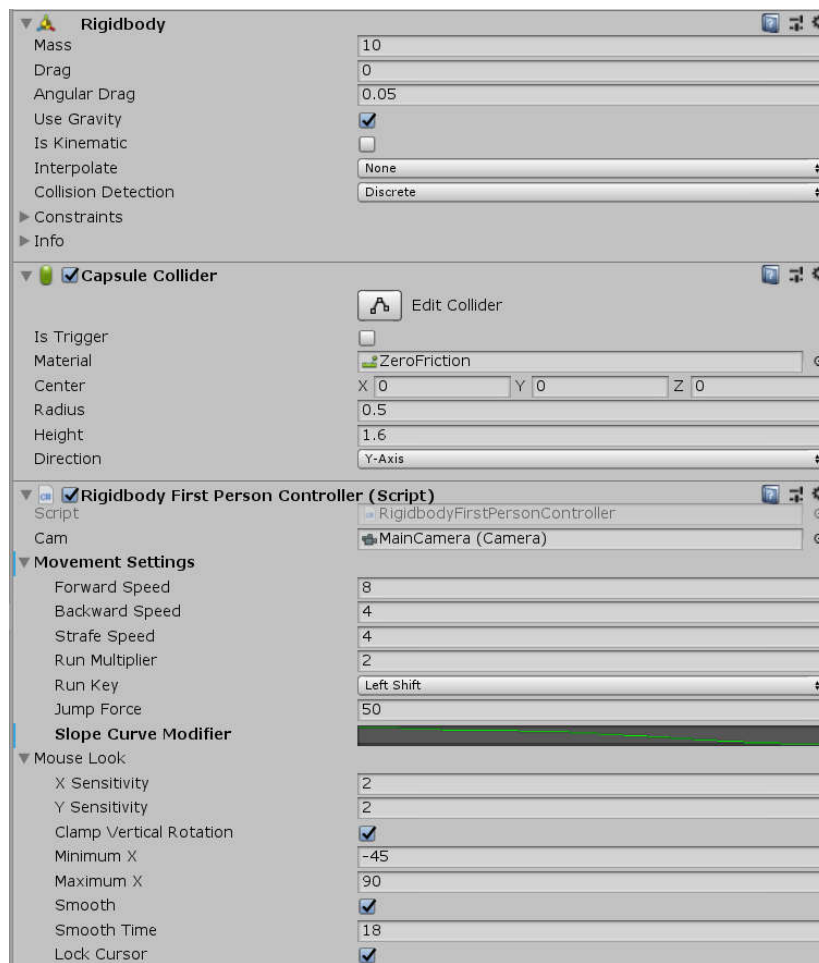 Rigidbody
Mass 10
Drag 0
Angular Drag 0.05
Use Gravity
Is Kinematic
Interpolate None
Collision Detection Discrete
Constraints
Info
Capsule Collider
Edit Collider
Is Trigger
Material ZeroFriction
Center X 0 Y 0 Z 0
Radius 0.5
Height 1.6
Direction Y-Axis
Rigidbody First Person Controller (Script)
Script RigidbodyFirstPersonController
Cam MainCamera (Camera)
Movement Settings
Forward Speed 8
Backward Speed 4
Strafe Speed 4
Run Multiplier 2
Run Key Left Shift
Jump Force 50
Slope Curve Modifier
Mouse Look
X Sensitivity 2
Y Sensitivity 2
Clamp Vertical Rotation
Minimum X -45
Maximum X 90
Smooth
Smooth Time 18
Lock Cursor